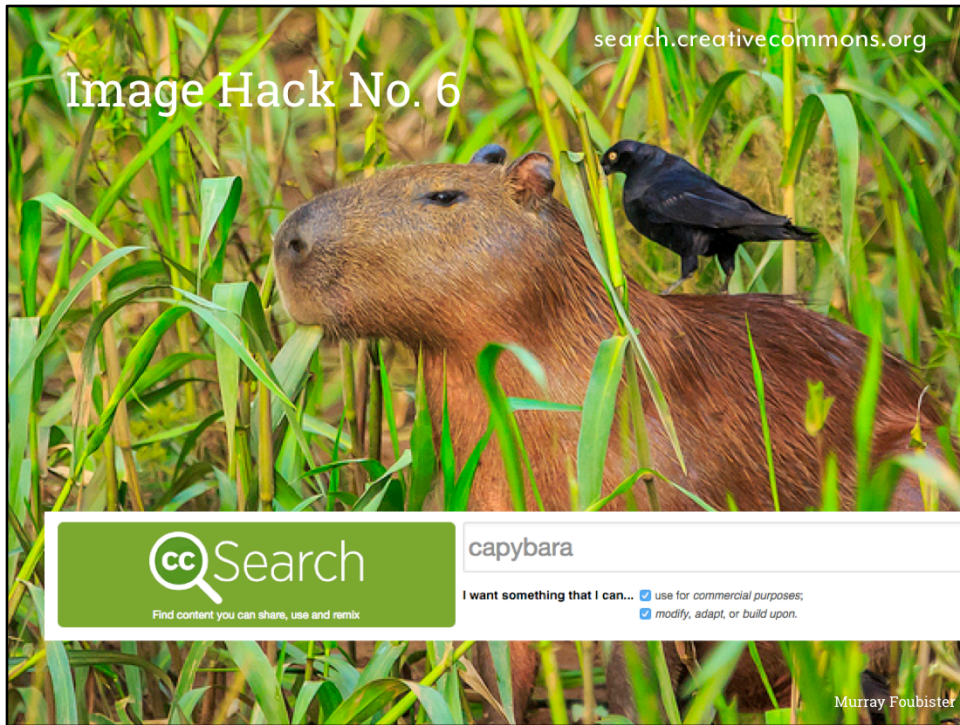 search.creativecommons.org
Image Hack No. 6
cc Search
Find content you can share, use and remix
capybara
I want something that I can... use for commercial purposes;
modify, adapt, or build upon.
Murray Foubister